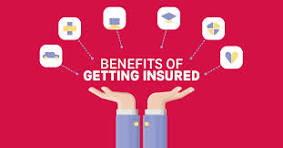 BENEFITS OF
GETTING INSURED